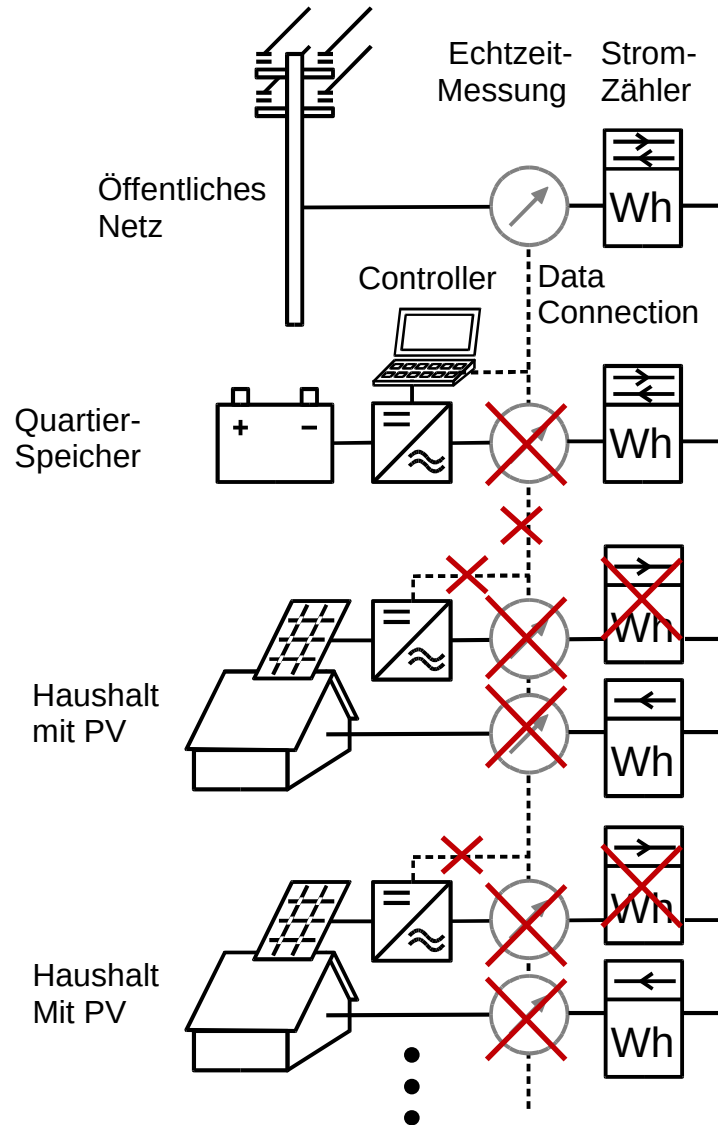 Echtzeit-
Messung
Strom-
Zähler
Öffentliches
Netz
Wh
Controller
Data
Connection
Quartier-
Speicher
+ −
Wh
Wh
Haushalt
mit PV
Wh
Wh
Haushalt
Mit PV
Wh